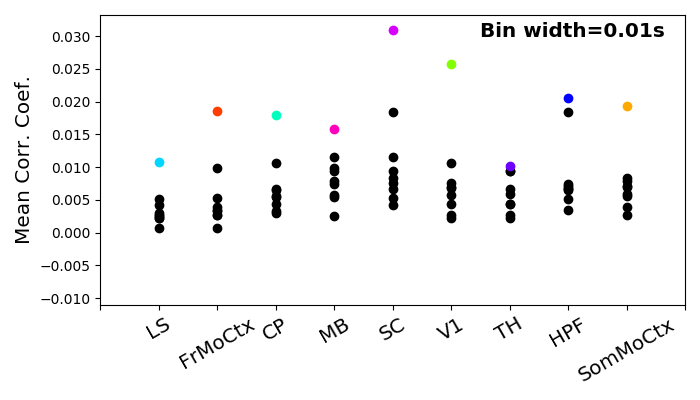 Bin width=0.01s
Mean Corr. Coef.
0.030
0.025
0.020
0.015
0.010
0.005
0.000
−0.005
−0.010
LS
FrMoCtx
CP
MB
SC
V1
TH
HPF
SomMoCtx